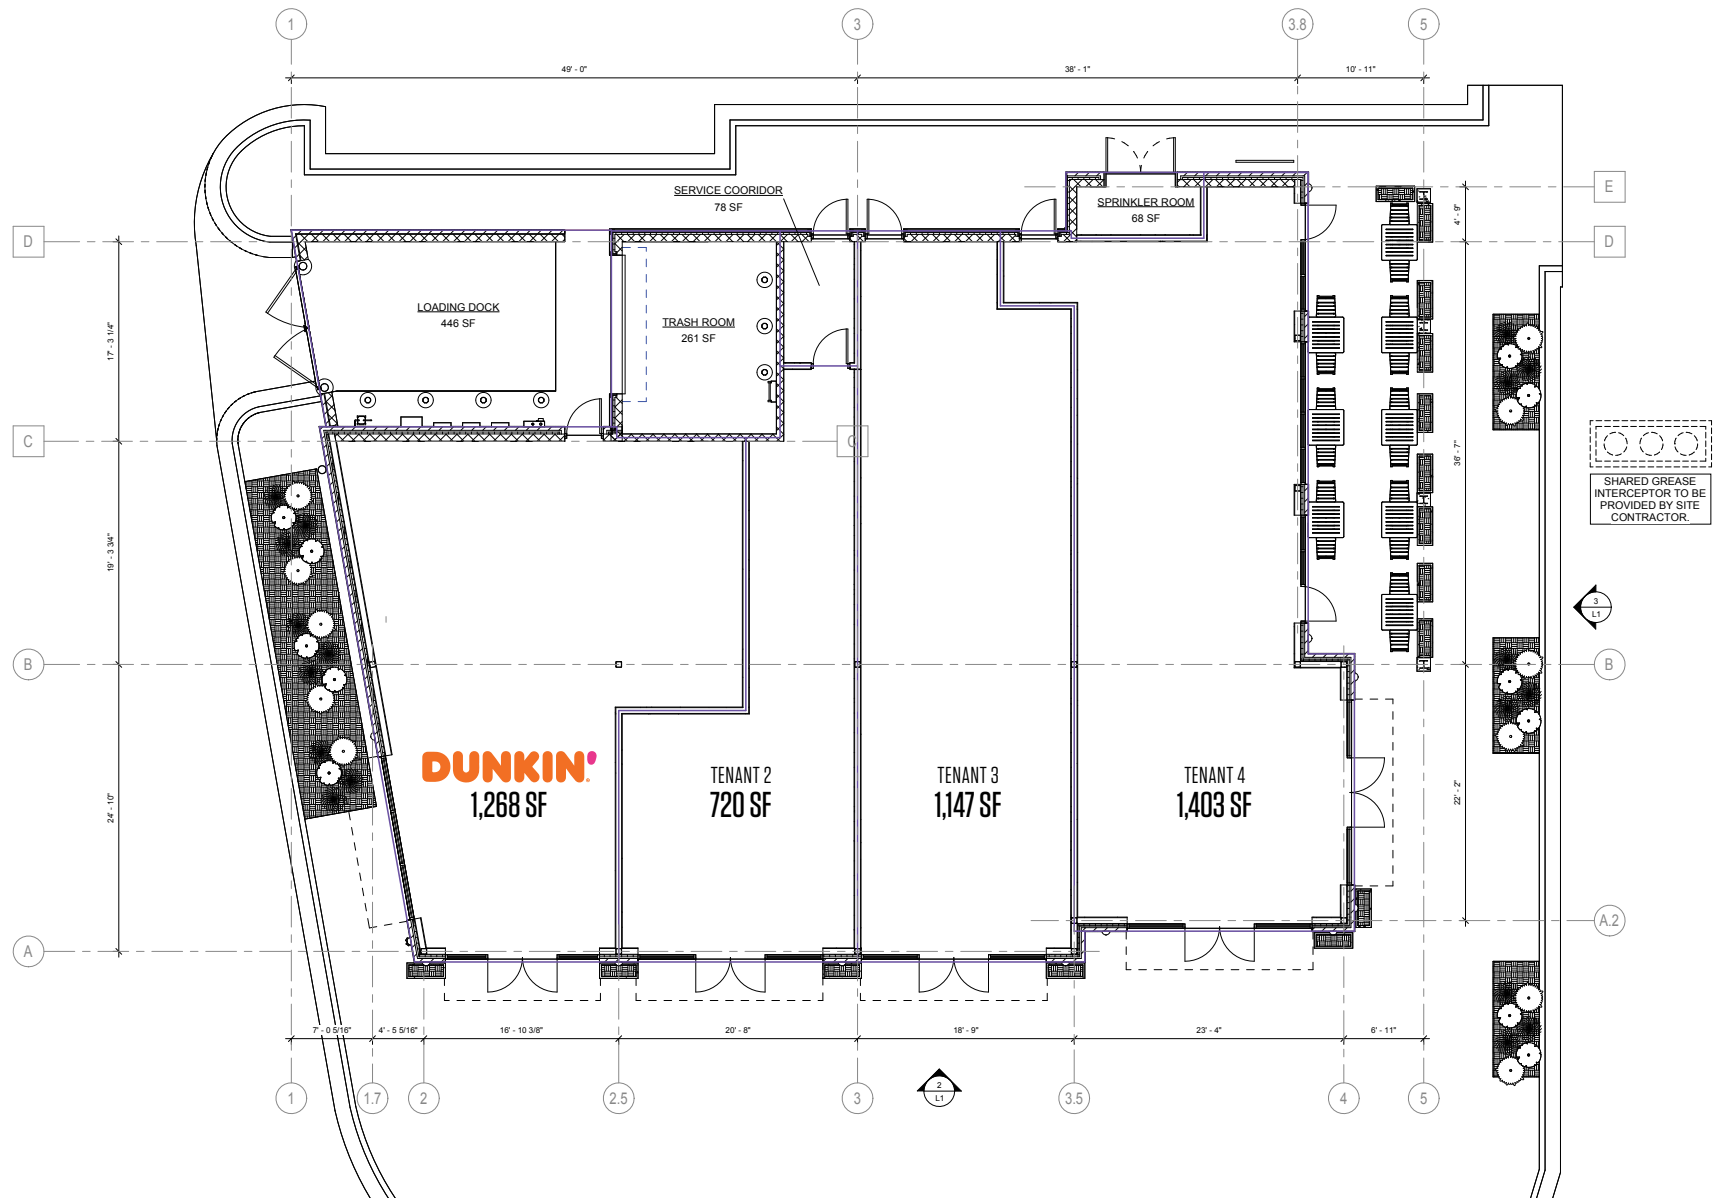 1
3
3.8
5
49' - 0"
38' - 1"
10' - 11"
SERVICE COORIDOR
78 SF
SPRINKLER ROOM
68 SF
E
4' - 9"
D
D
LOADING DOCK
446 SF
TRASH ROOM
261 SF
17' - 3 1/4"
C
C
36' - 7"
SHARED GREASE
INTERCEPTOR TO BE
PROVIDED BY SITE
CONTRACTOR.
19' - 3 3/4"
3
L1
B
B
DUNKIN'
1,268 SF
TENANT 2
720 SF
TENANT 3
1,147 SF
TENANT 4
1,403 SF
24' - 10"
22' - 2"
A
A.2
7' - 0 5/16"
4' - 5 5/16"
16' - 10 3/8"
20' - 8"
18' - 9"
23' - 4"
6' - 11"
2
L1
1
1.7
2
2.5
3
3.5
4
5